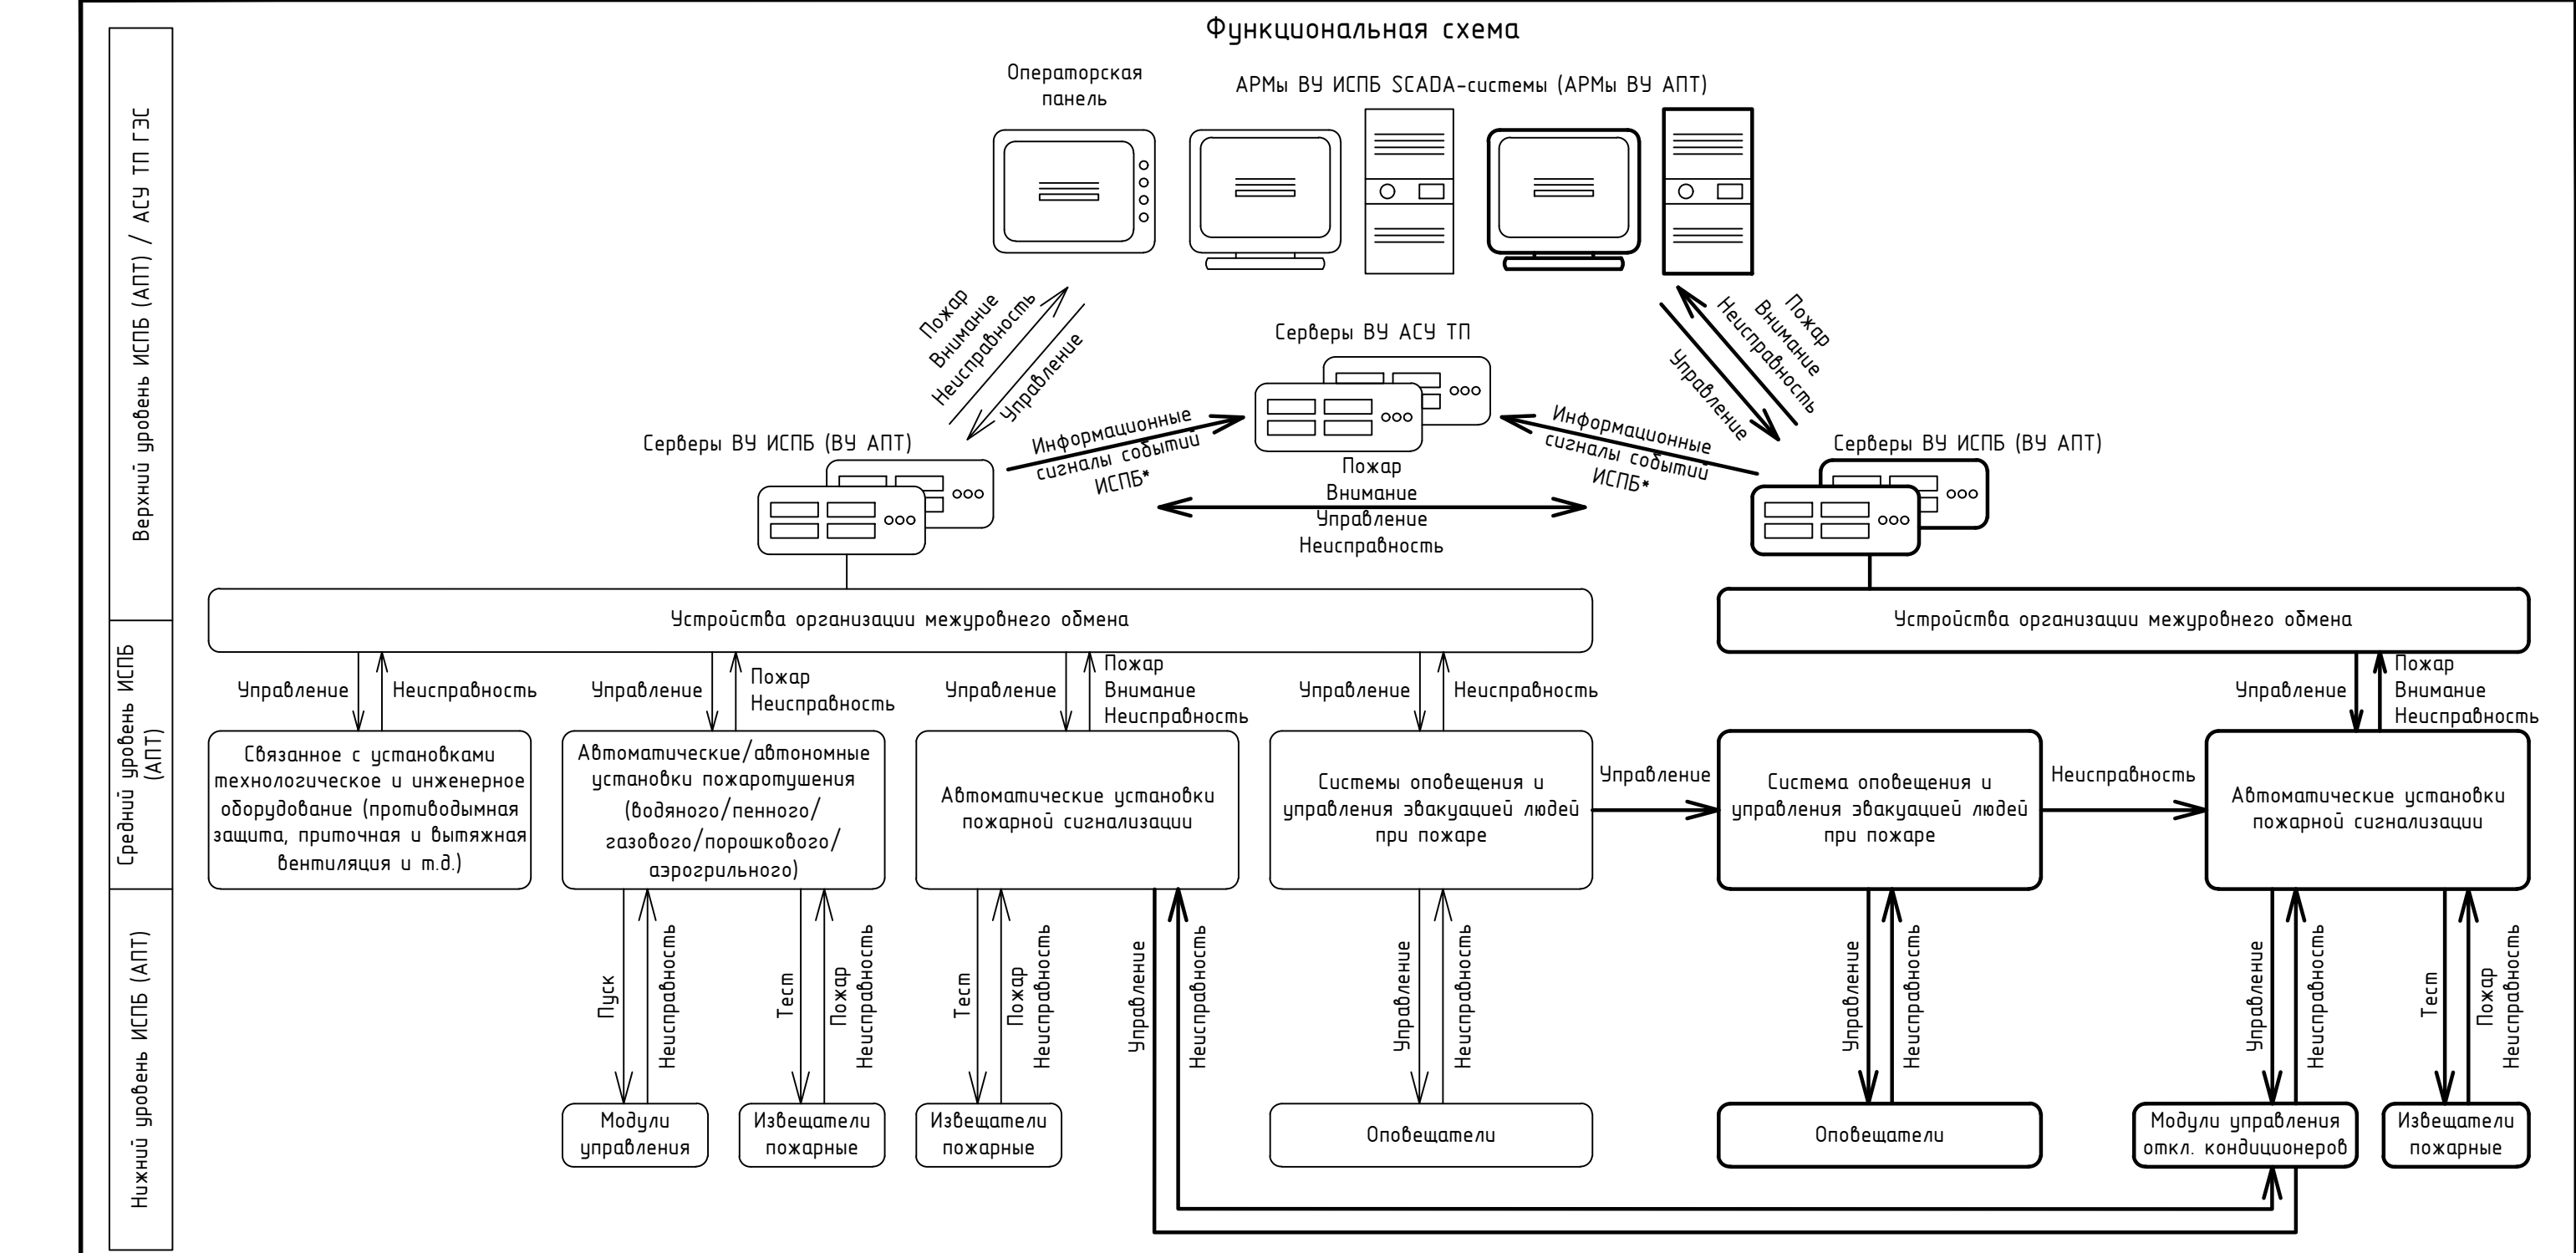 Функциональная схема
Операторская
панель
АРМы ВУ ИСПБ SCADA-системы (АРМы ВУ АПТ)
Верхний уровень ИСПБ (АПТ) / АСУ ТП ГЭС
Пожар
Внимание
Неисправность
Управление
Серверы ВУ АСУ ТП
Пожар
Внимание
Неисправность
Управление
Серверы ВУ ИСПБ (ВУ АПТ)
Информационные
сигналы событий
ИСПБ*
Информационные
сигналы событий
ИСПБ*
Серверы ВУ ИСПБ (ВУ АПТ)
Пожар
Внимание
Управление
Неисправность
Устройства организации межуровнего обмена
Устройства организации межуровнего обмена
Средний уровень ИСПБ
(АПТ)
Управление
Неисправность
Управление
Пожар
Неисправность
Управление
Пожар
Внимание
Неисправность
Управление
Неисправность
Управление
Пожар
Внимание
Неисправность
Связанное с установками
технологическое и инженерное
оборудование (противодымная
защита, приточная и вытяжная
вентиляция и т.д.)
Автоматические/автономные
установки пожаротушения
(водяного/пенного/
газового/порошкового/
аэрогрильного)
Автоматические установки
пожарной сигнализации
Системы оповещения и
управления эвакуацией людей
при пожаре
Управление
Система оповещения и
управления эвакуацией людей
при пожаре
Неисправность
Автоматические установки
пожарной сигнализации
Нижний уровень ИСПБ (АПТ)
Пуск
Неисправность
Тест
Пожар
Неисправность
Тест
Пожар
Неисправность
Управление
Неисправность
Управление
Неисправность
Управление
Неисправность
Управление
Неисправность
Тест
Пожар
Неисправность
Модули
управления
Извещатели
пожарные
Извещатели
пожарные
Оповещатели
Оповещатели
Модули управления
откл. кондиционеров
Извещатели
пожарные